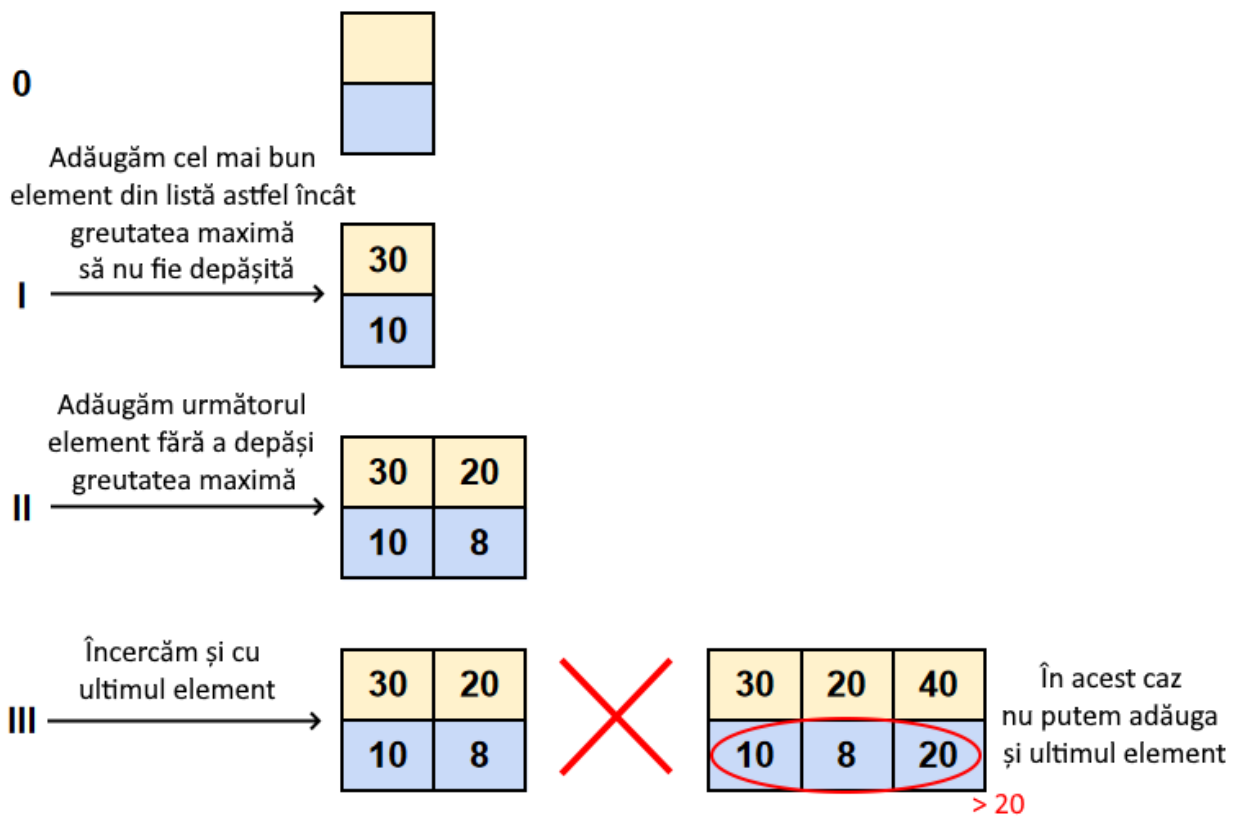 0
Adăugăm cel mai bun
element din listă astfel încât
greutatea maximă
să nu fie depășită
I
30
10
Adăugăm următorul
element fără a depăși
greutatea maximă
II
30 20
10 8
Încercăm și cu
ultimul element
III
30 20
10 8
30 20 40
10 8 20
> 20
În acest caz
nu putem adăuga
și ultimul element